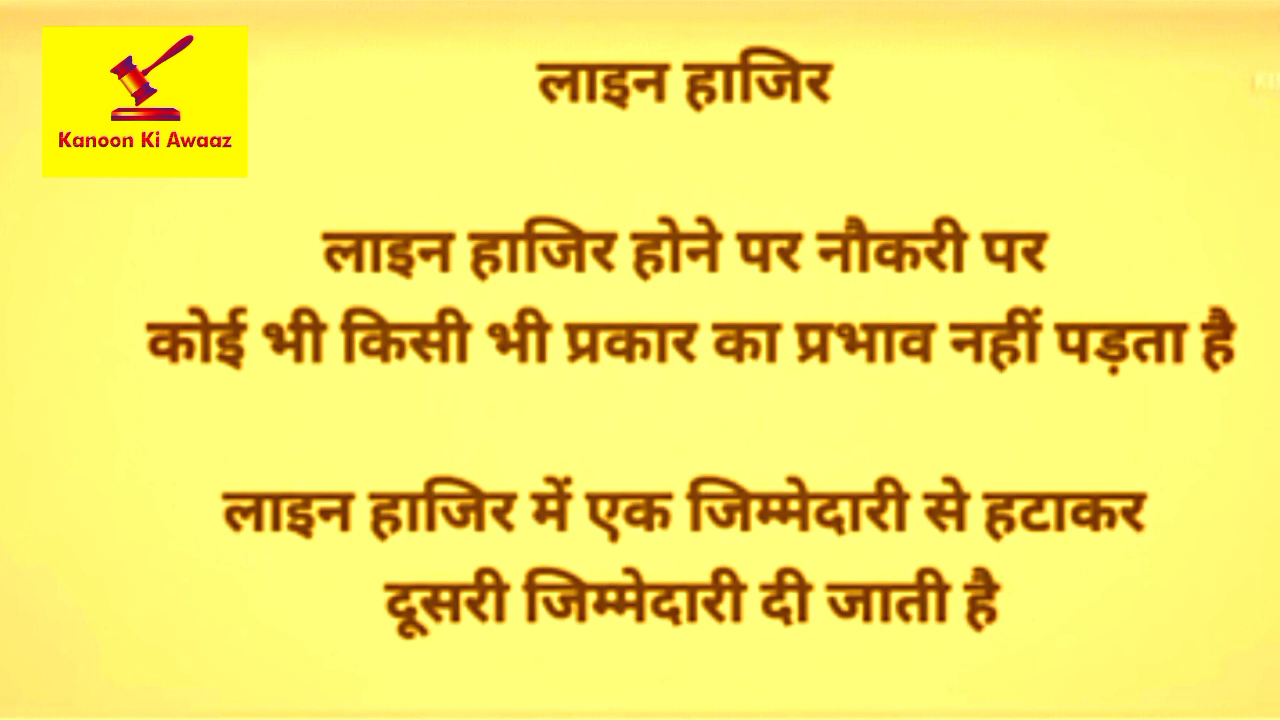 Kanoon Ki Awaaz
लाइन हाजिर
लाइन हाजिर होने पर नौकरी पर
कोई भी किसी भी प्रकार का प्रभाव नहीं पड़ता है
लाइन हाजिर में एक जिम्मेदारी से हटाकर
दूसरी जिम्मेदारी दी जाती है